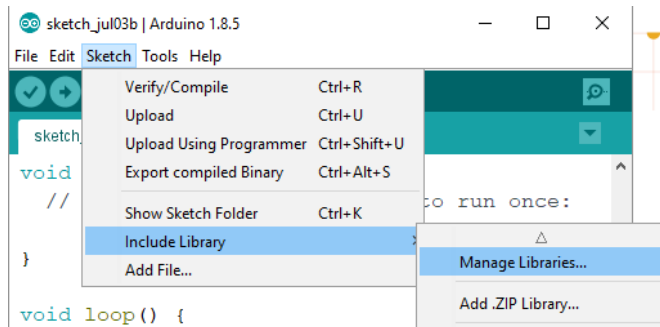 sketch_jul03b | Arduino 1.8.5
File Edit Sketch Tools Help
Verify/Compile Ctrl+R
Upload Ctrl+U
sketch_
Upload Using Programmer Ctrl+Shift+U
void
Export compiled Binary Ctrl+Alt+S
// to run once:
Show Sketch Folder Ctrl+K
Include Library
}
Add File...
Manage Libraries...
Add .ZIP Library...
void loop() {